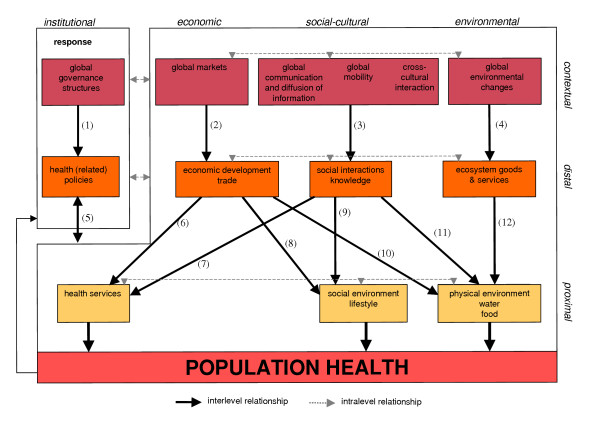 institutional
economic
social-cultural
environmental
response
global
governance
structures
global markets
global
communication
and diffusion of
information
global
mobility
cross-
cultural
interaction
global
environmental
changes
contextual
(1)
(2)
(3)
(4)
health (related)
policies
economic development
trade
social interactions
knowledge
ecosystem goods
& services
distal
(5)
(6)
(7)
(8)
(9)
(10)
(11)
(12)
health services
social environment
lifestyle
physical environment
water
food
proximal
POPULATION HEALTH
interlevel relationship
intralevel relationship